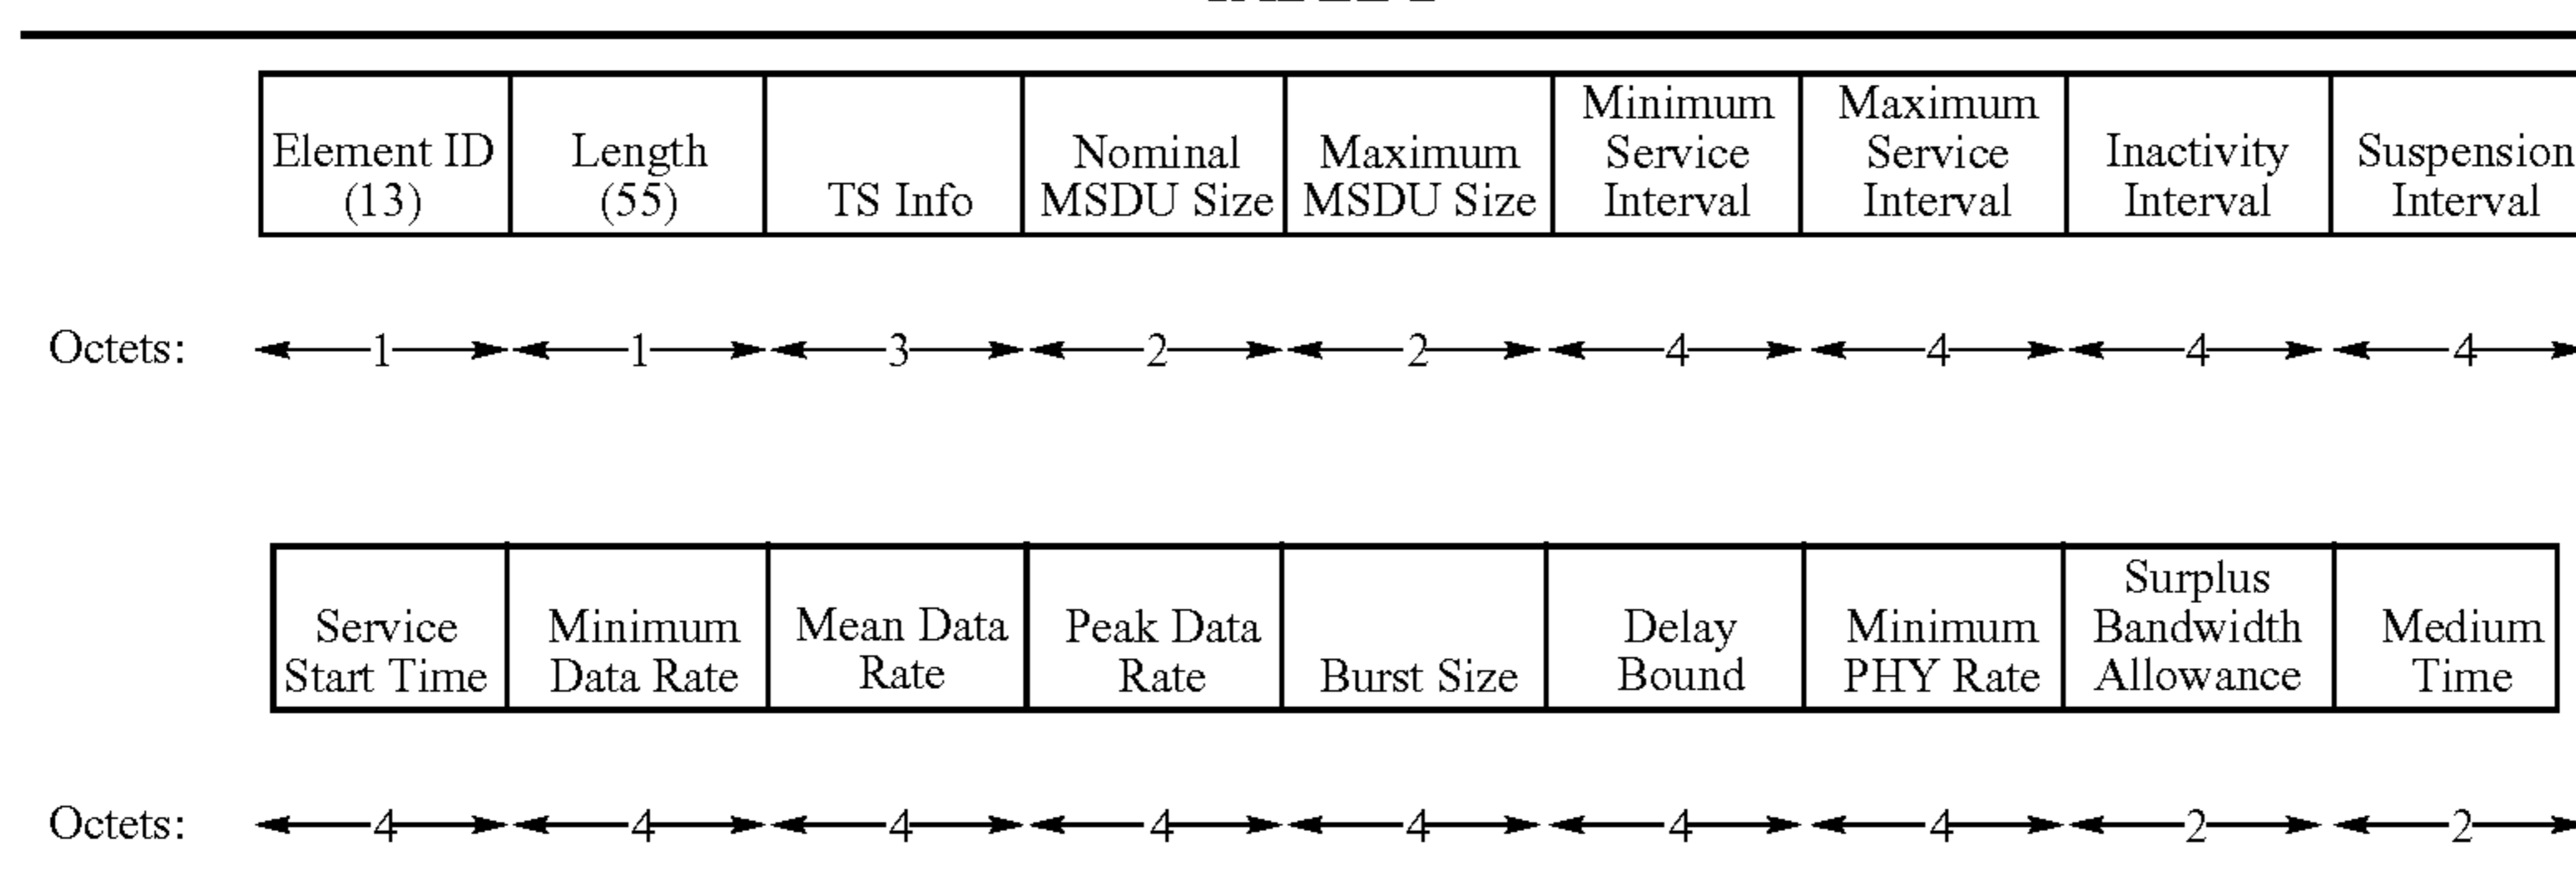 Element ID
(13)
Length
(55)
TS Info
Nominal
MSDU Size
Maximum
MSDU Size
Minimum
Service
Interval
Maximum
Service
Interval
Inactivity
Interval
Suspension
Interval
Octets: 1 1 3 2 2 4 4 4 4
Service
Start Time
Minimum
Data Rate
Mean Data
Rate
Peak Data
Rate
Burst Size
Delay
Bound
Minimum
PHY Rate
Surplus
Bandwidth
Allowance
Medium
Time
Octets: 4 4 4 4 4 4 4 2 2